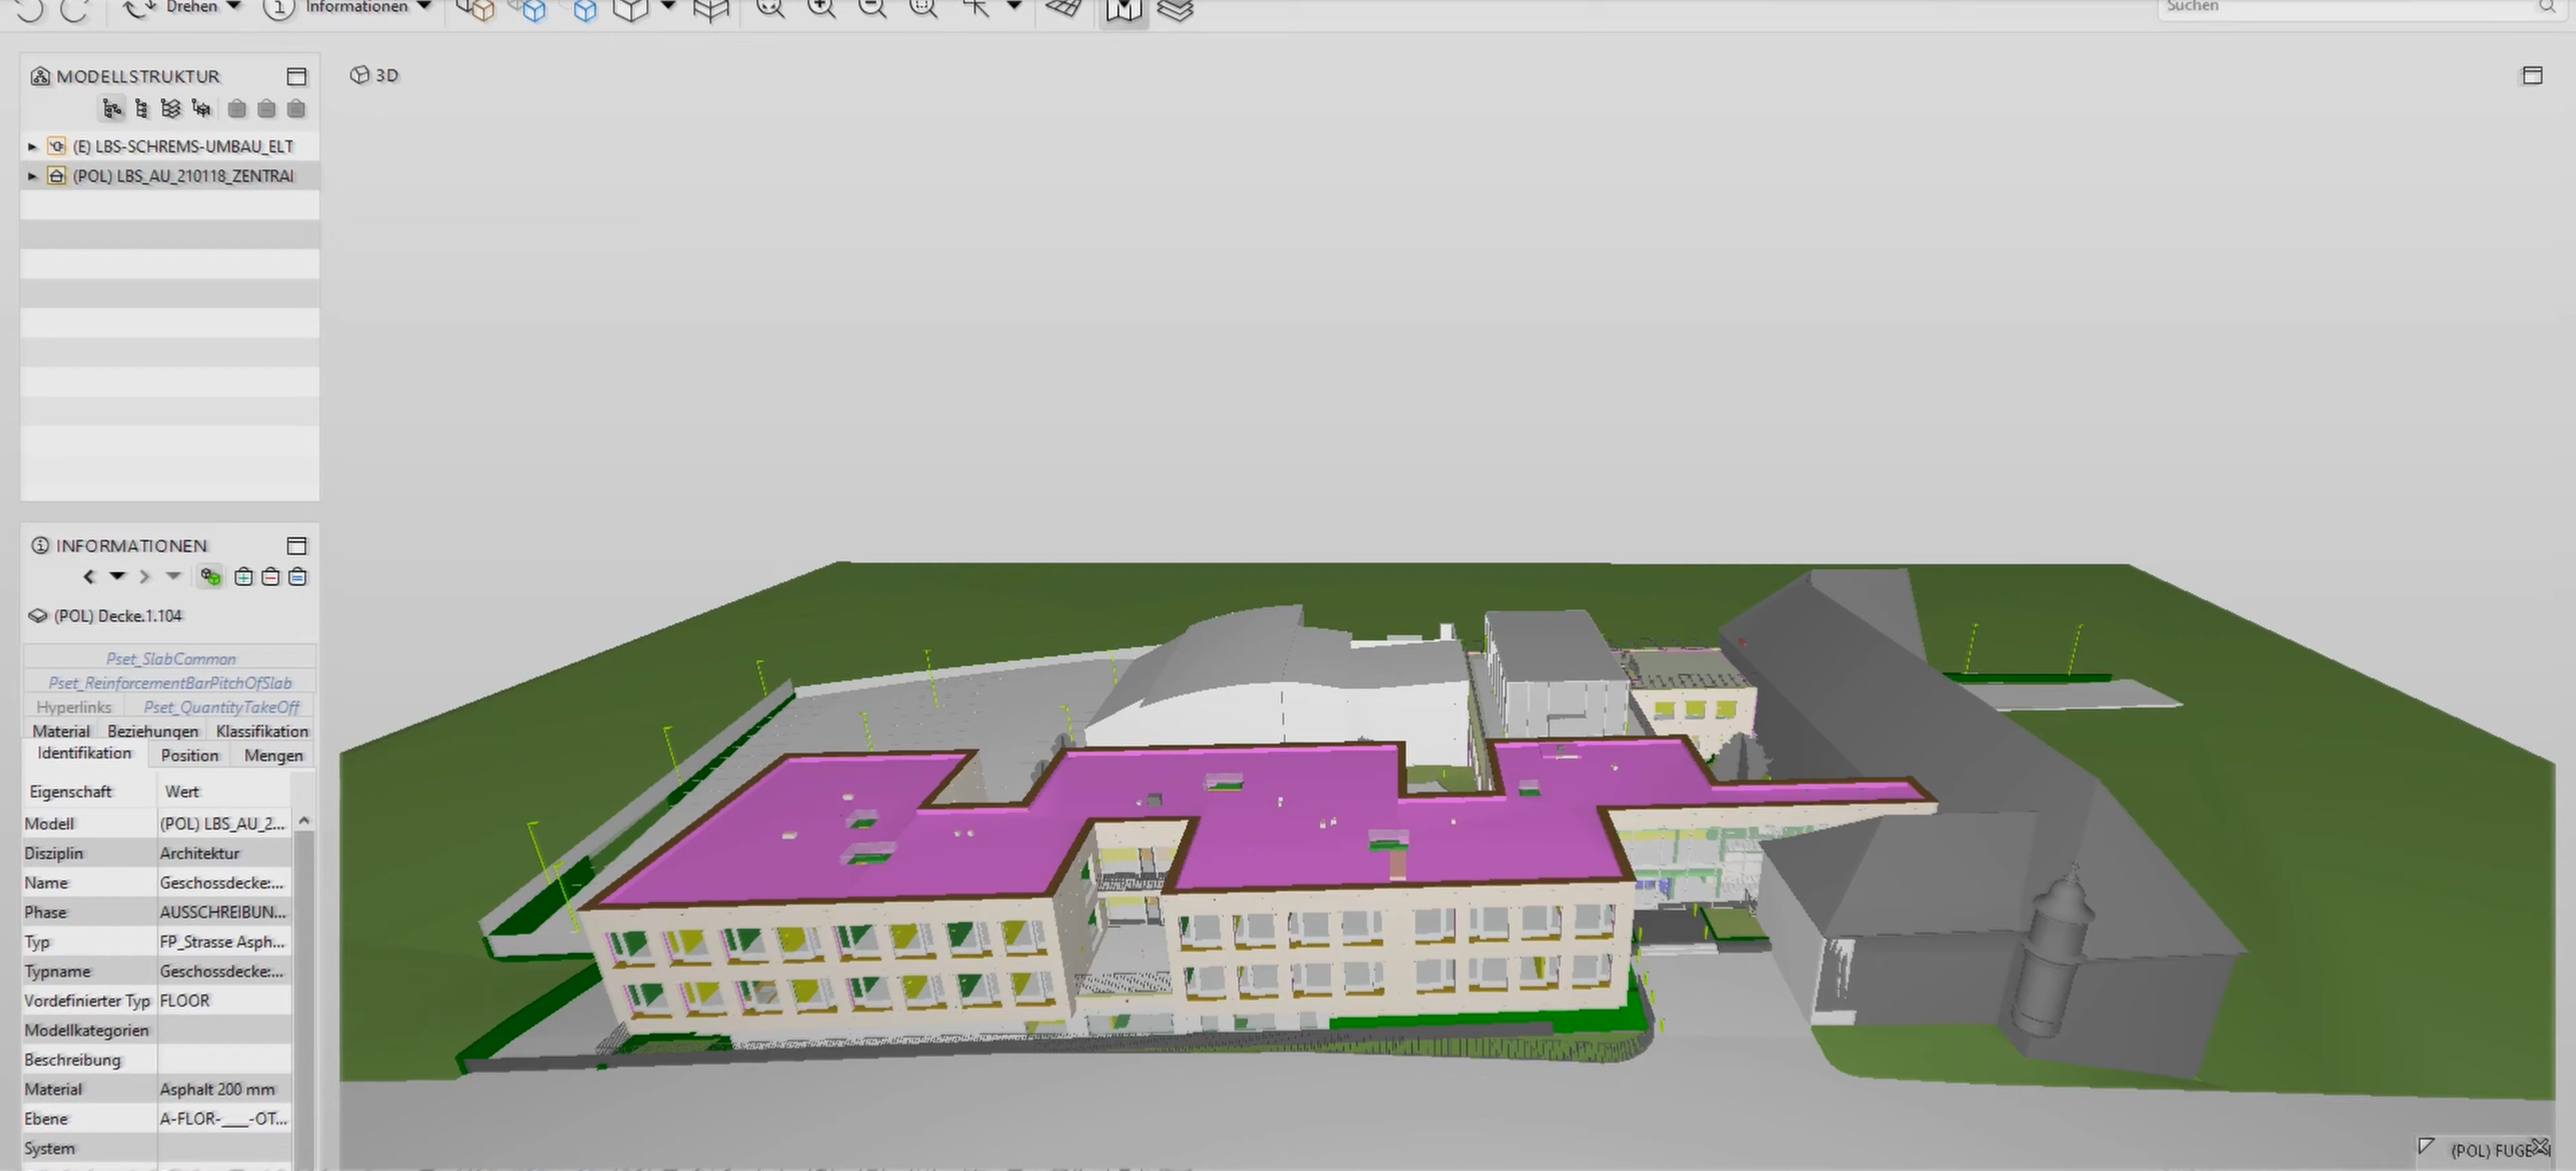 Drehen Informationen Suchen
MODELLSTRUKTUR
3D
(E) LBS-SCHREMS-UMBAU_ELT
(POL) LBS_AU_210118_ZENTRAI
INFORMATIONEN
(POL) Decke.1.104
Pset_SlabCommon
Pset_ReinforcementBarPitchOfSlab
Hyperlinks Pset_QuantityTakeOff
Material Beziehungen Klassifikation
Identifikation Position Mengen
Eigenschaft Wert
Modell (POL) LBS_AU_2...
Disziplin Architektur
Name Geschossdecke:...
Phase AUSSCHREIBUN...
Typ FP_Strasse Asph...
Typname Geschossdecke:...
Vordefinierter Typ FLOOR
Modellkategorien
Beschreibung
Material Asphalt 200 mm
Ebene A-FLOR-___-OT...
System
(POL) FUGE